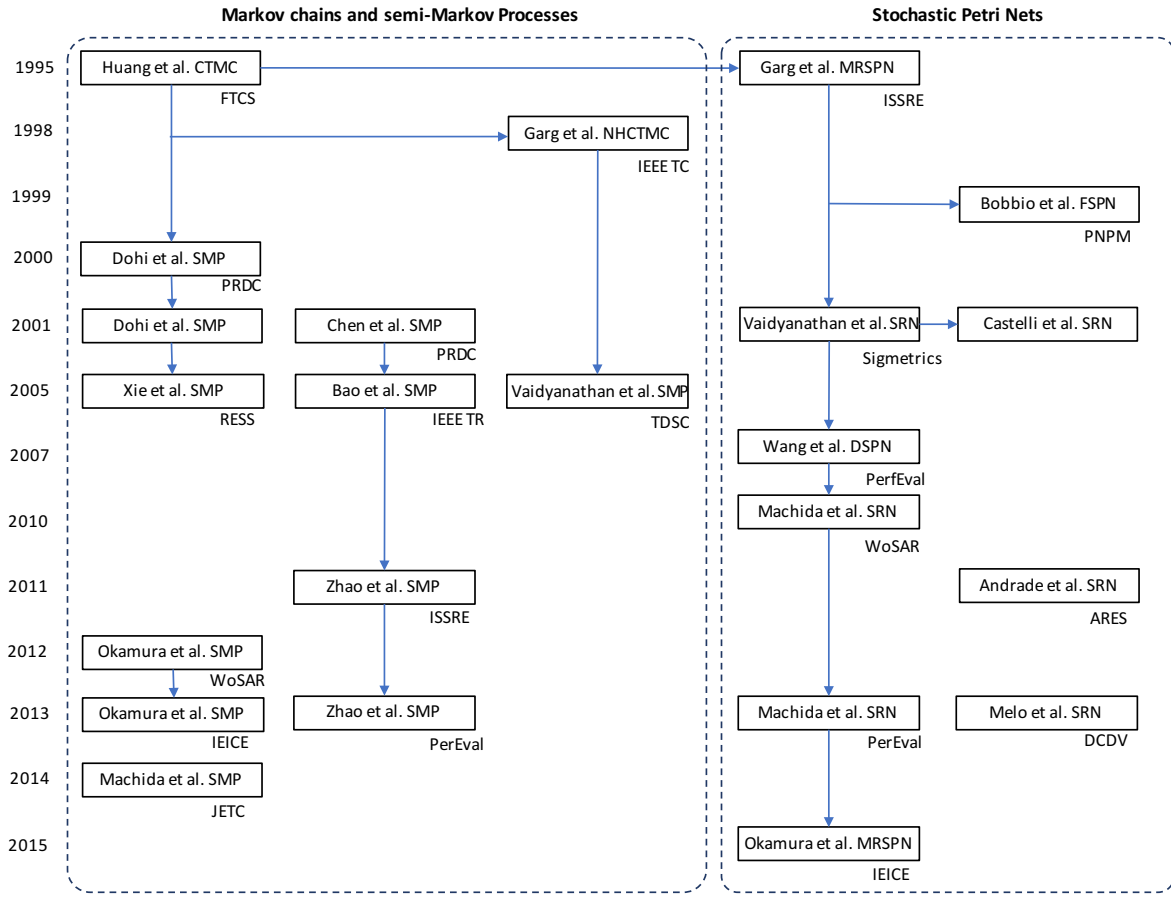 Markov chains and semi-Markov Processes
Stochastic Petri Nets
1995
Huang et al. CTMC
FTCS
Garg et al. MRSPN
ISSRE
1998
Garg et al. NHCTMC
IEEE TC
1999
Bobbio et al. FSPN
PNPM
2000
Dohi et al. SMP
PRDC
2001
Dohi et al. SMP
Chen et al. SMP
PRDC
Vaidyanathan et al. SRN
Sigmetrics
Castelli et al. SRN
2005
Xie et al. SMP
RESS
Bao et al. SMP
IEEE TR
Vaidyanathan et al. SMP
TDSC
2007
Wang et al. DSPN
PerfEval
2010
Machida et al. SRN
WoSAR
2011
Zhao et al. SMP
ISSRE
Andrade et al. SRN
ARES
2012
Okamura et al. SMP
WoSAR
2013
Okamura et al. SMP
IEICE
Zhao et al. SMP
PerEval
Machida et al. SRN
PerEval
Melo et al. SRN
DCDV
2014
Machida et al. SMP
JETC
2015
Okamura et al. MRSPN
IEICE